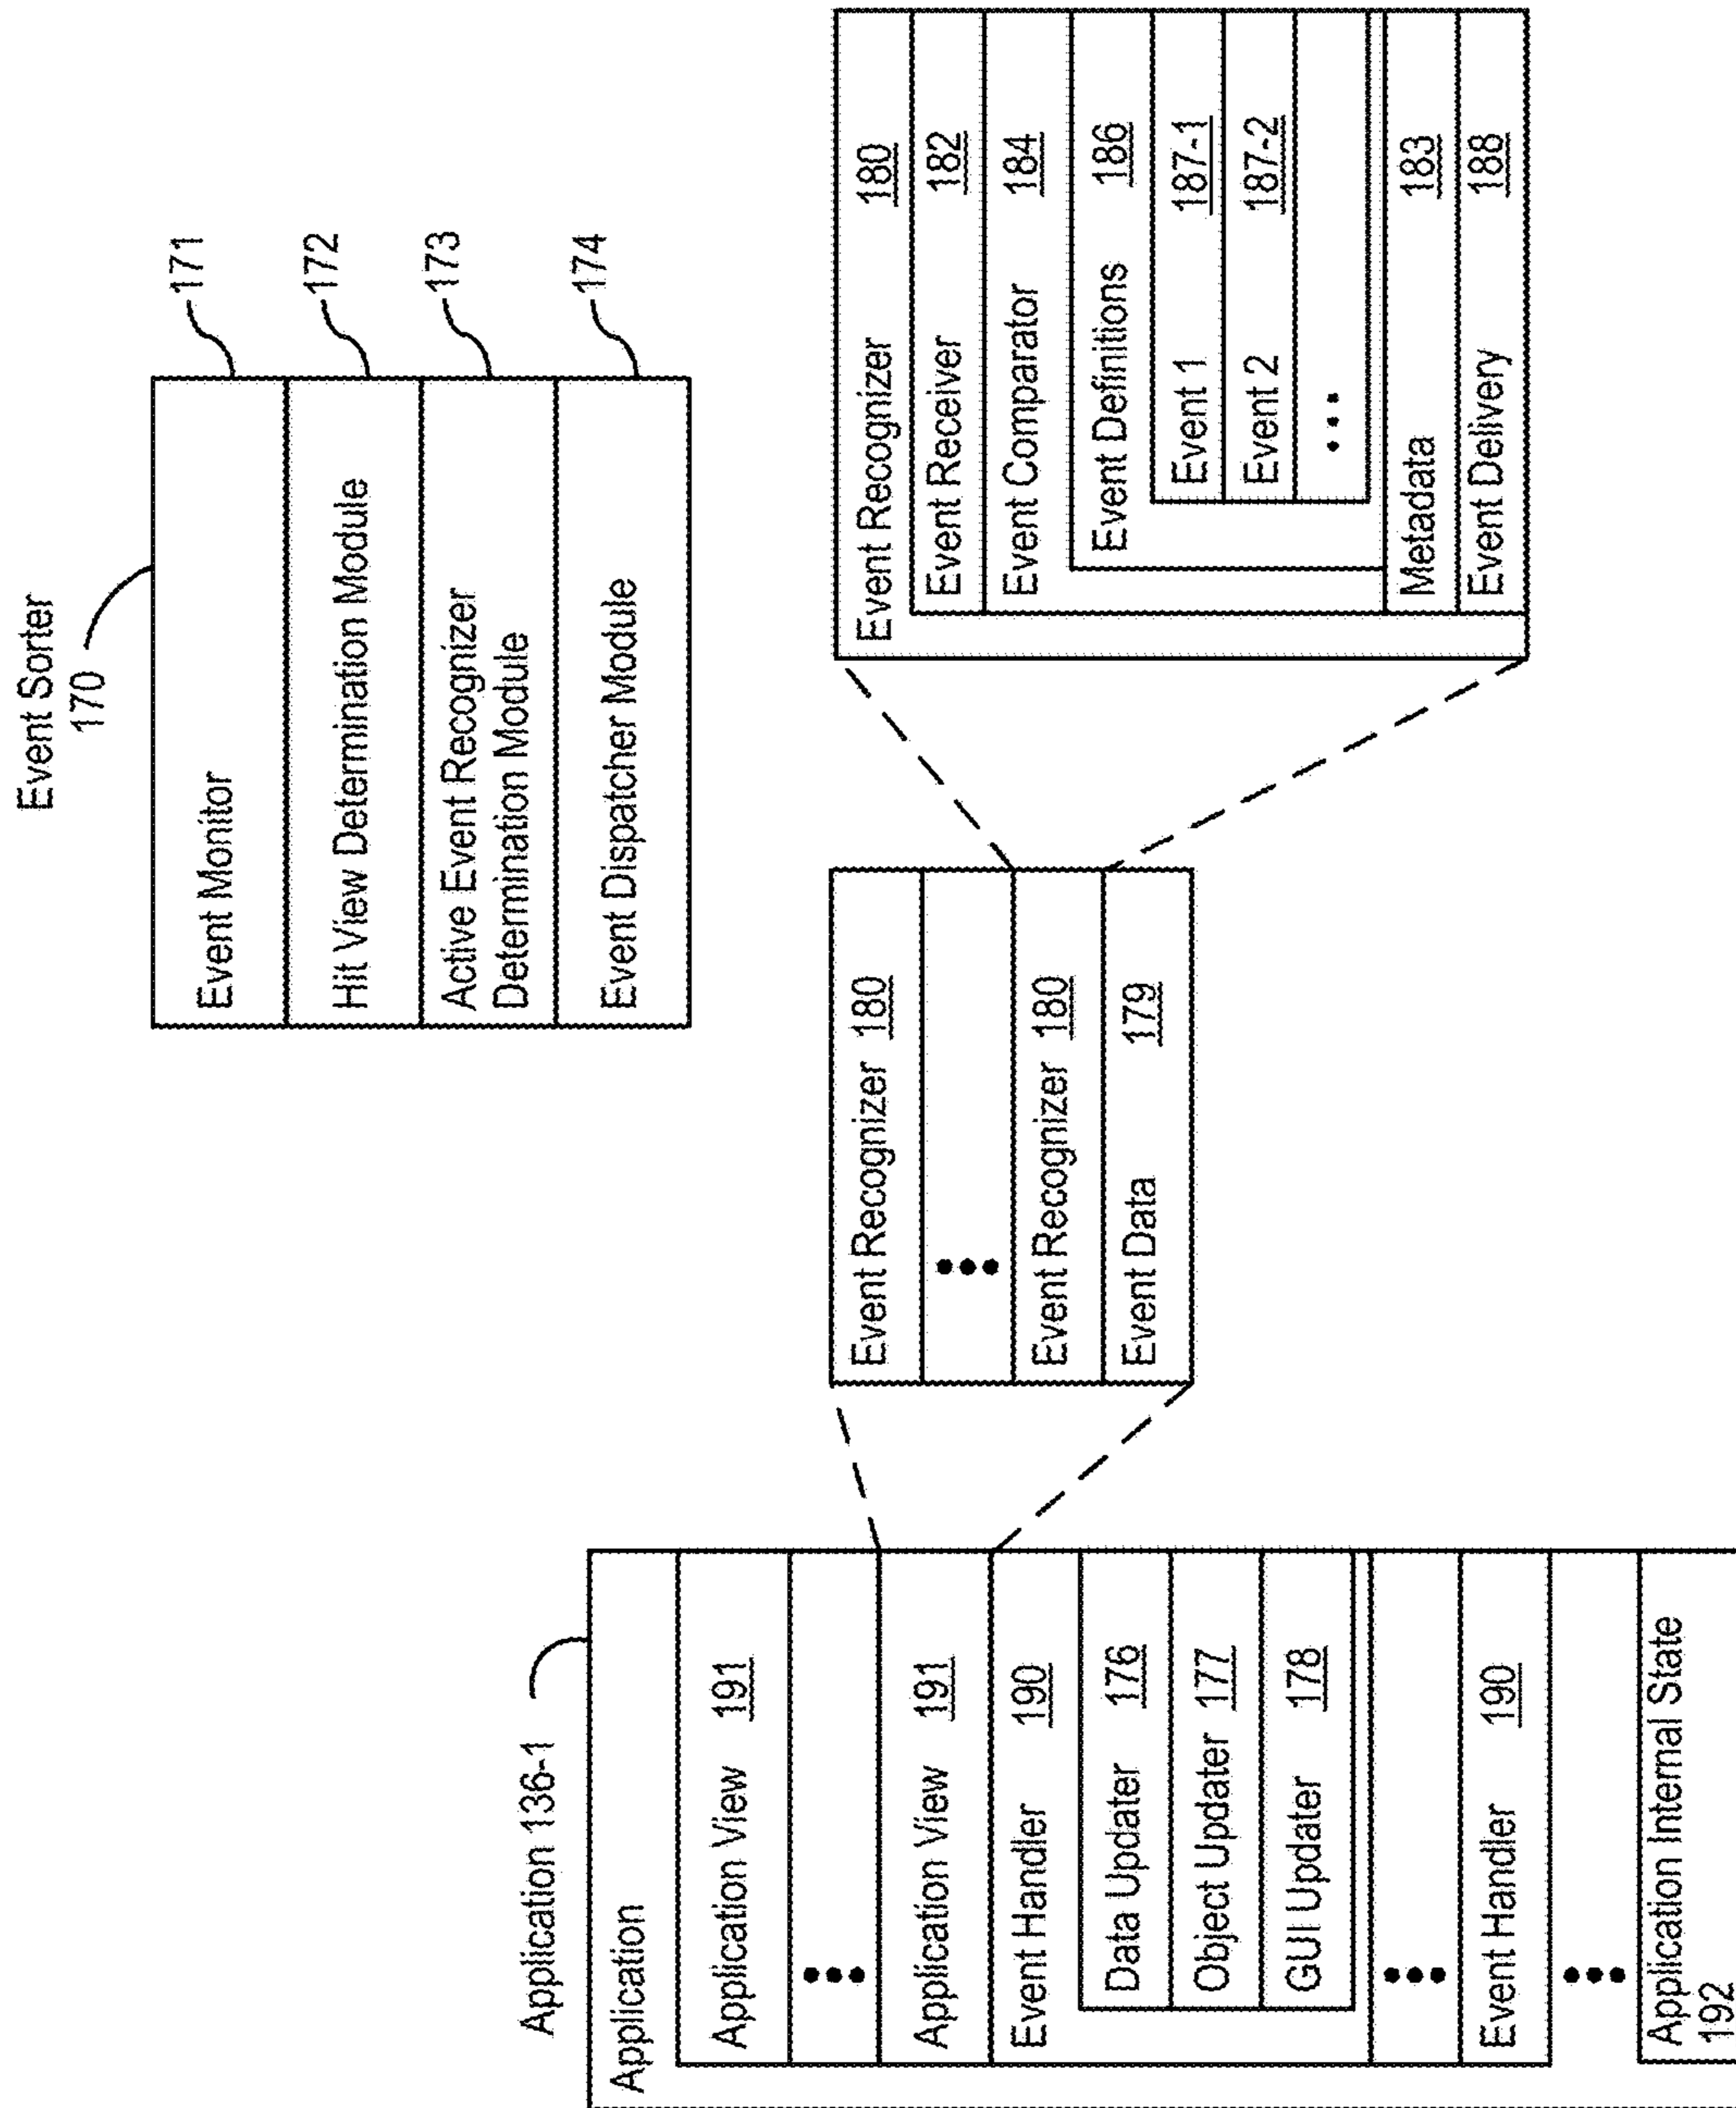 Event Sorter
170
Event Monitor
171
Hit View Determination Module
172
Active Event Recognizer
Determination Module
173
Event Dispatcher Module
174
Application 136-1
Application
Application View 191
•••
Application View 191
Event Handler 190
Data Updater 176
Object Updater 177
GUI Updater 178
•••
Event Handler 190
•••
Application Internal State
192
Event Recognizer 180
•••
Event Recognizer 180
Event Data 179
Event Recognizer 180
Event Receiver 182
Event Comparator 184
Event Definitions 186
Event 1 187-1
Event 2 187-2
•••
Metadata 183
Event Delivery 188